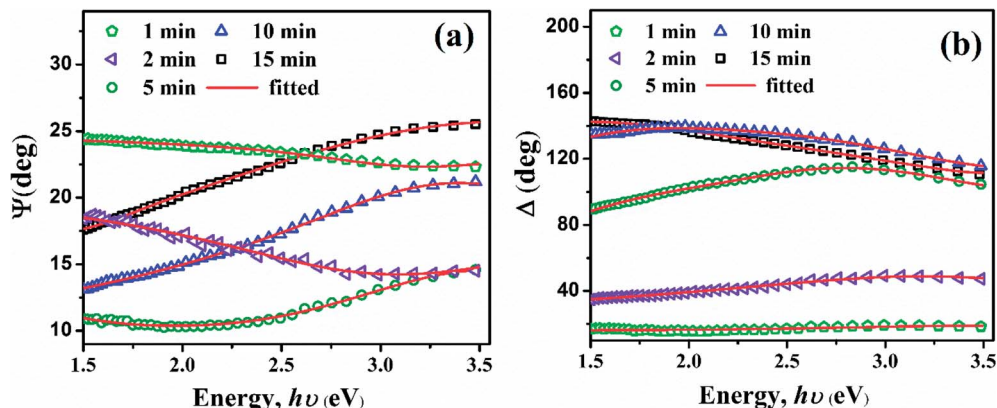 (a)
1 min 10 min
2 min 15 min
5 min fitted
Ψ(deg)
35
30
25
20
15
10
1.5 2.0 2.5 3.0 3.5
Energy, hυ (eV)
(b)
1 min 10 min
2 min 15 min
5 min fitted
Δ (deg)
200
160
120
80
40
1.5 2.0 2.5 3.0 3.5
Energy, hυ (eV)